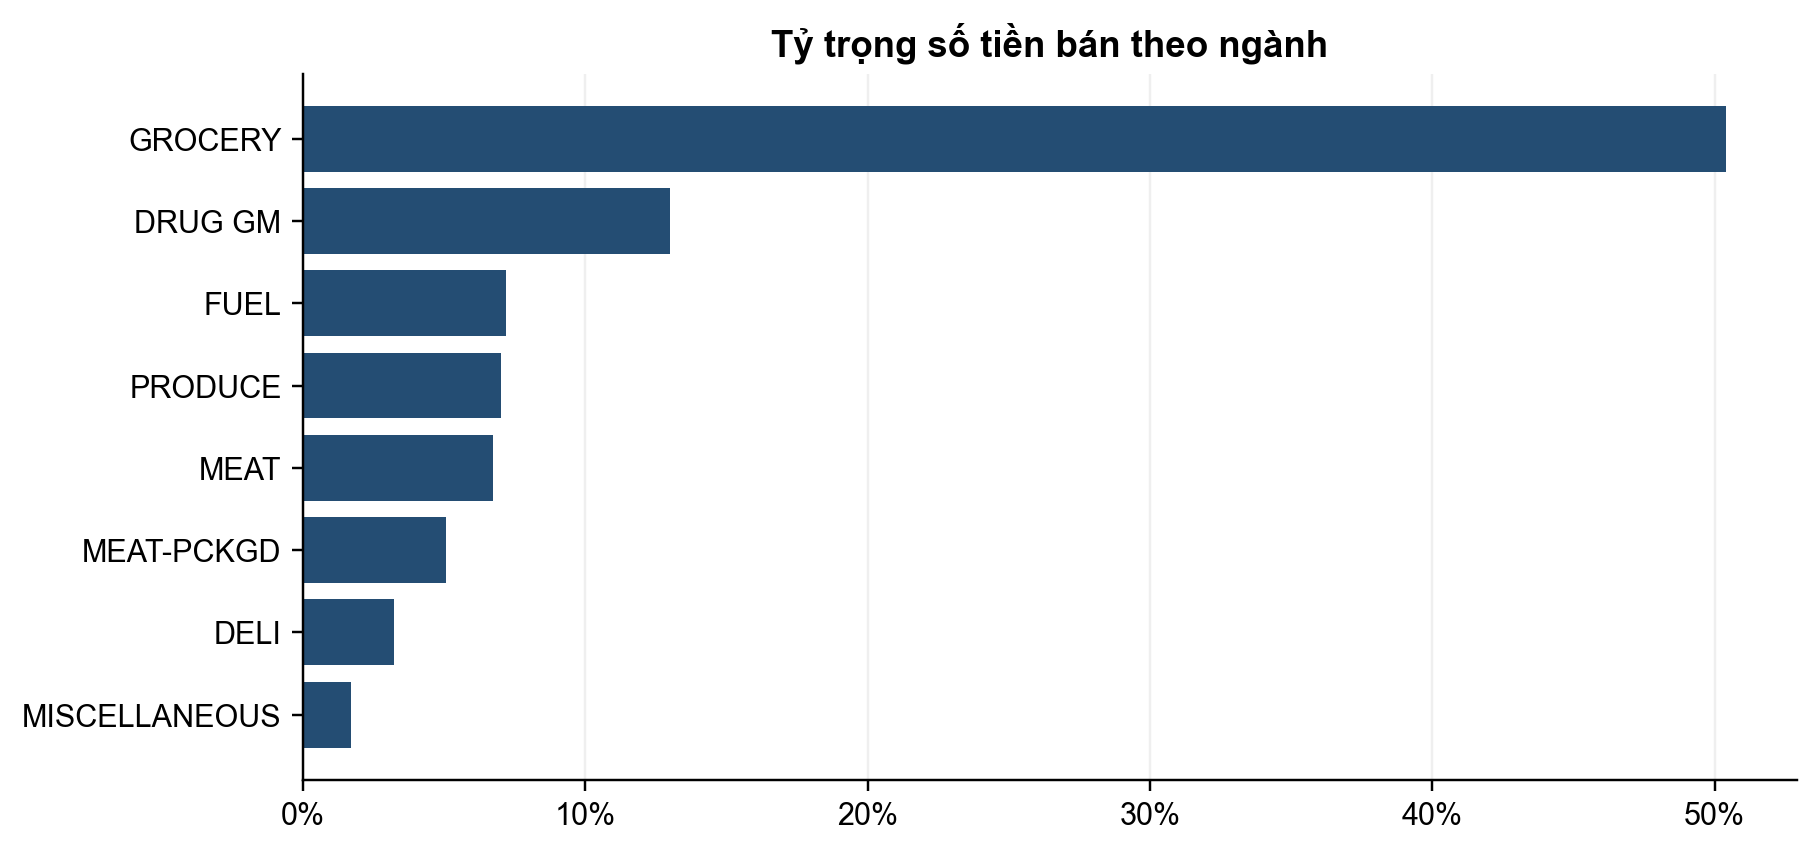 Tỷ trọng số tiền bán theo ngành
GROCERY
DRUG GM
FUEL
PRODUCE
MEAT
MEAT-PCKGD
DELI
MISCELLANEOUS
0% 10% 20% 30% 40% 50%